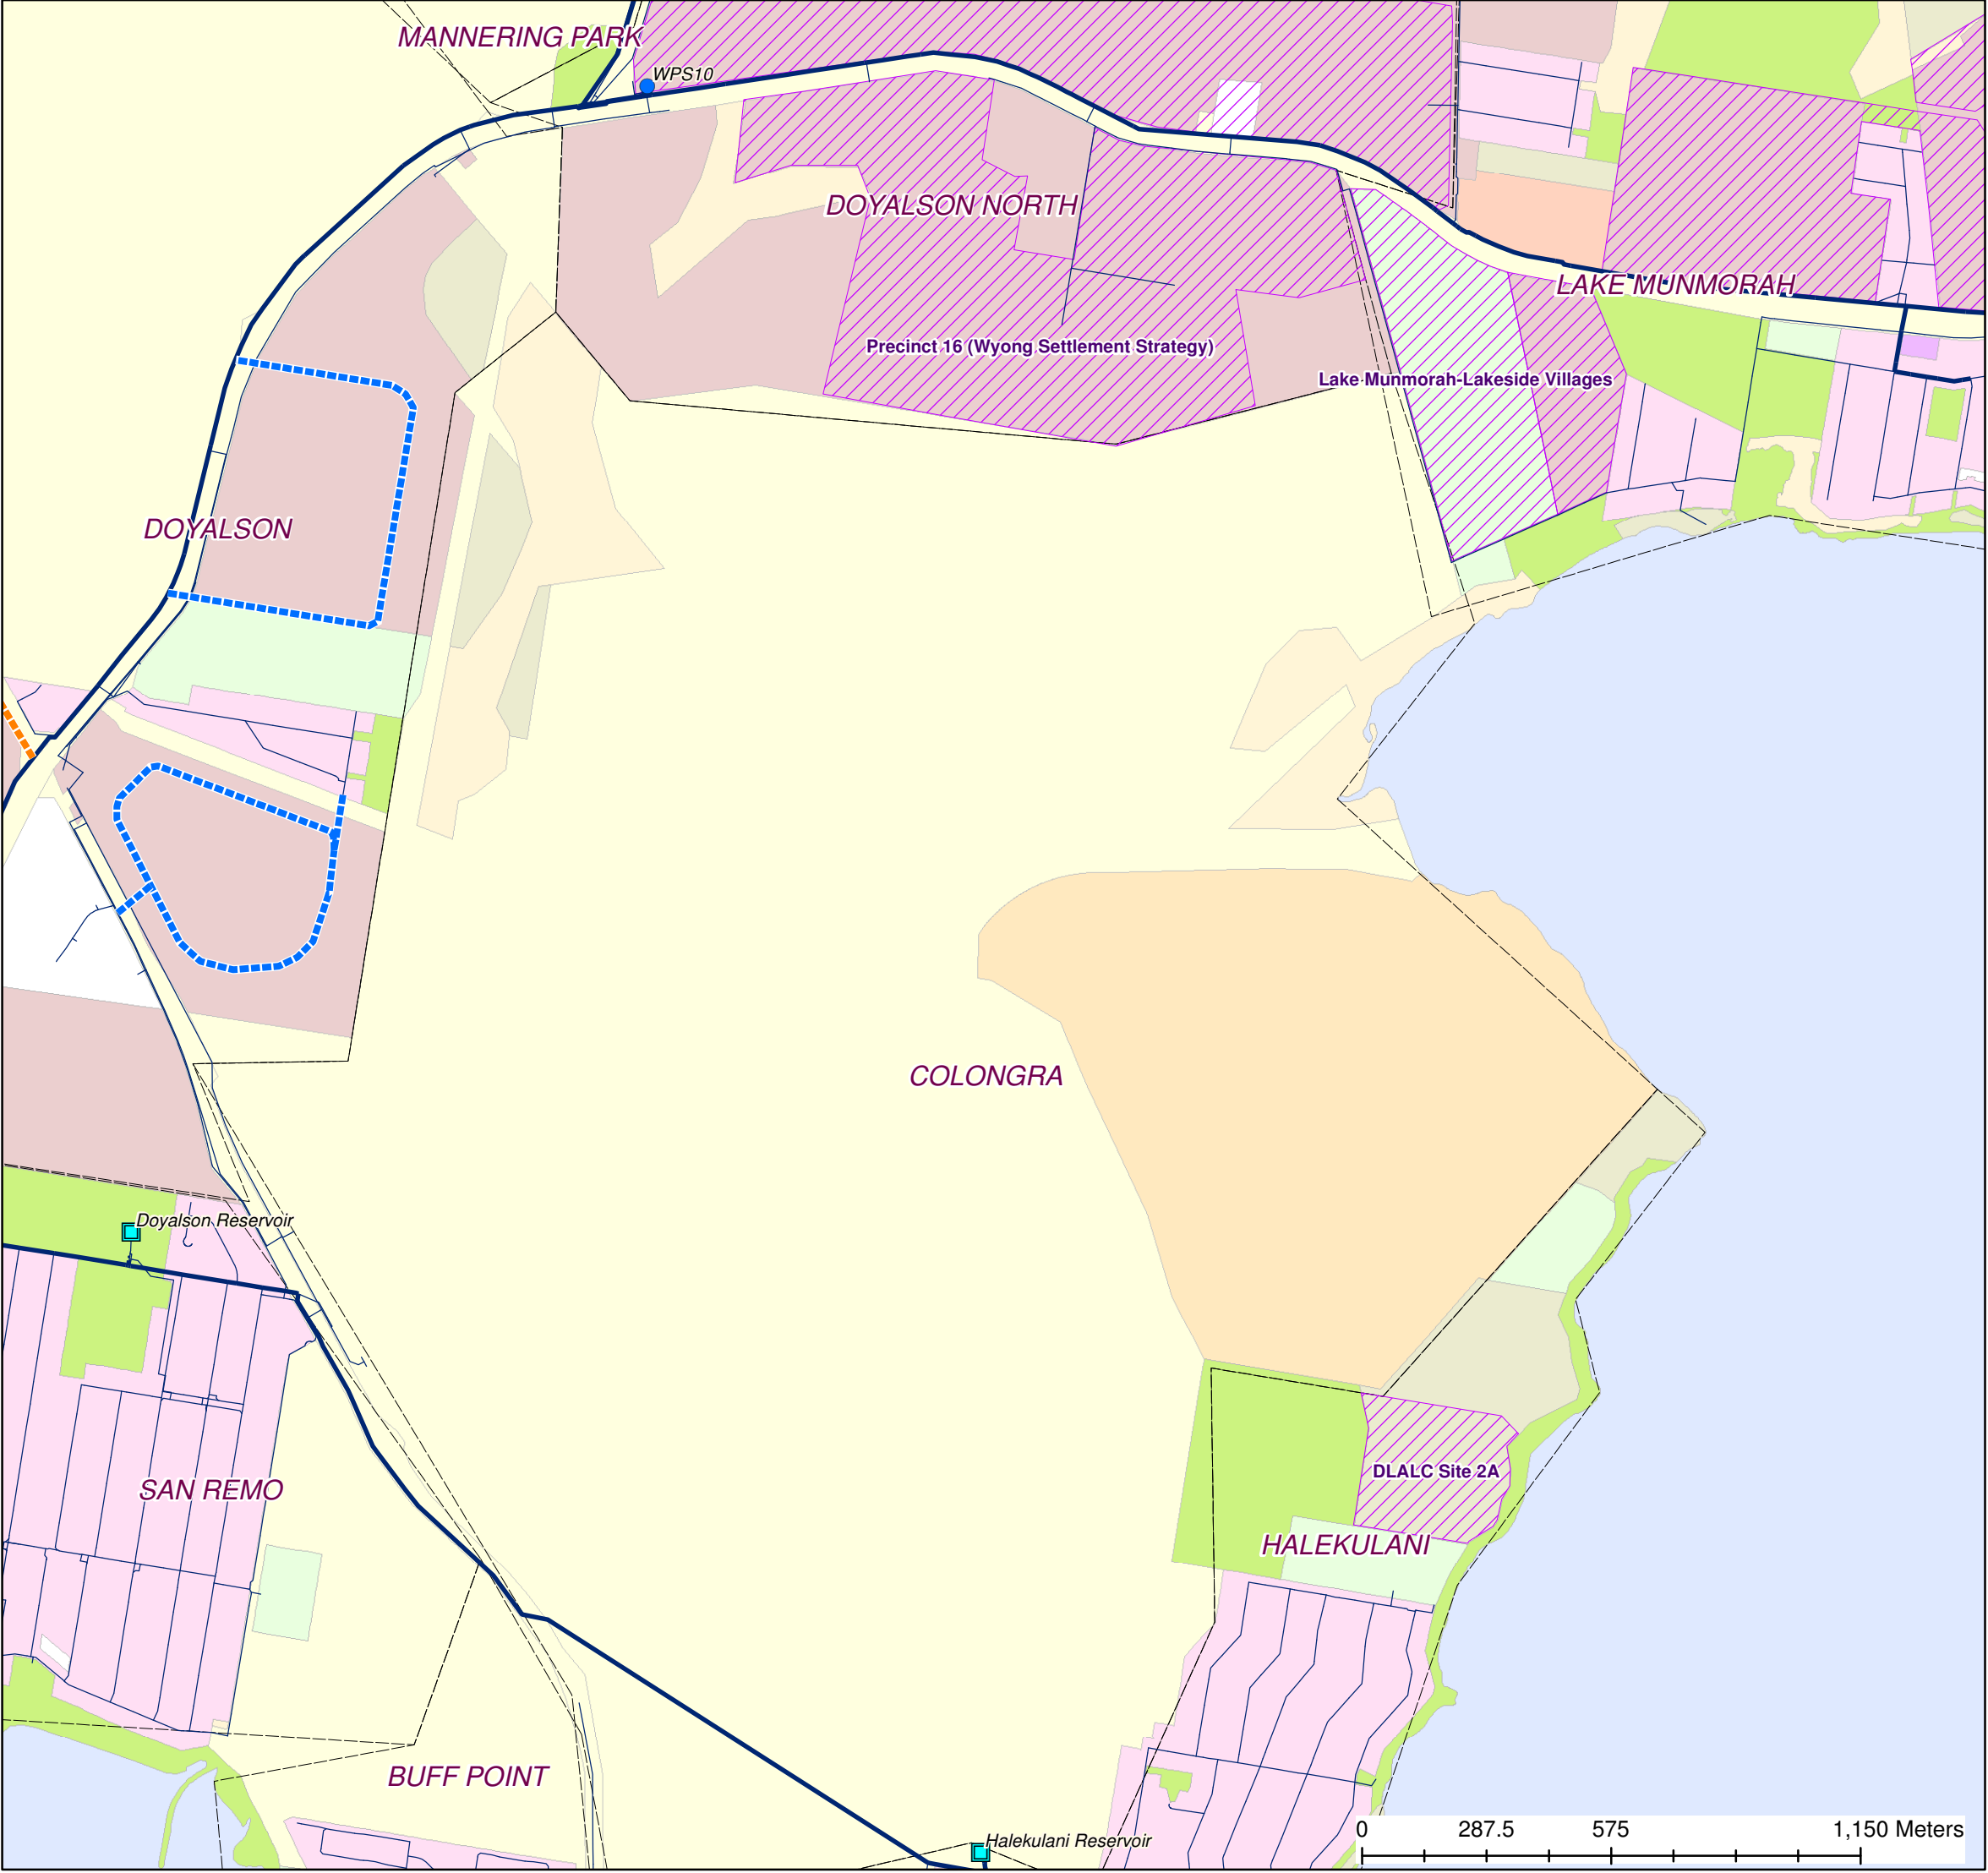 MANNERING PARK
WPS10
DOYALSON NORTH
LAKE MUNMORAH
Precinct 16 (Wyong Settlement Strategy)
Lake Munmorah-Lakeside Villages
DOYALSON
COLONGRA
Doyalson Reservoir
DLALC Site 2A
SAN REMO
HALEKULANI
BUFF POINT
Halekulani Reservoir
0 287.5 575 1,150 Meters